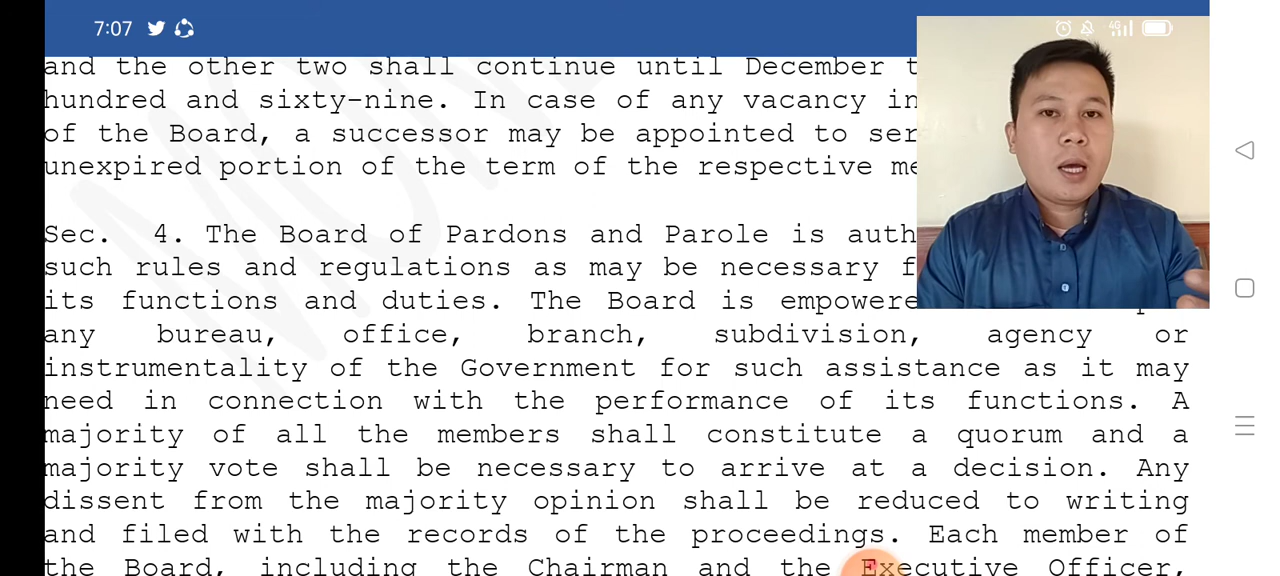 7:07
4G
and the other two shall continue until December
hundred and sixty-nine. In case of any vacancy in
of the Board, a successor may be appointed to
unexpired portion of the term of the respective
Sec. 4. The Board of Pardons and Parole is
such rules and regulations as may be necessary
its functions and duties. The Board is
any bureau, office, branch, subdivision, agency or
instrumentality of the Government for such assistance as it may
need in connection with the performance of its functions. A
majority of all the members shall constitute a quorum and a
majority vote shall be necessary to arrive at a decision. Any
dissent from the majority opinion shall be reduced to writing
and filed with the records of the proceedings. Each member of
the Board, including the Chairman and the Executive Officer,